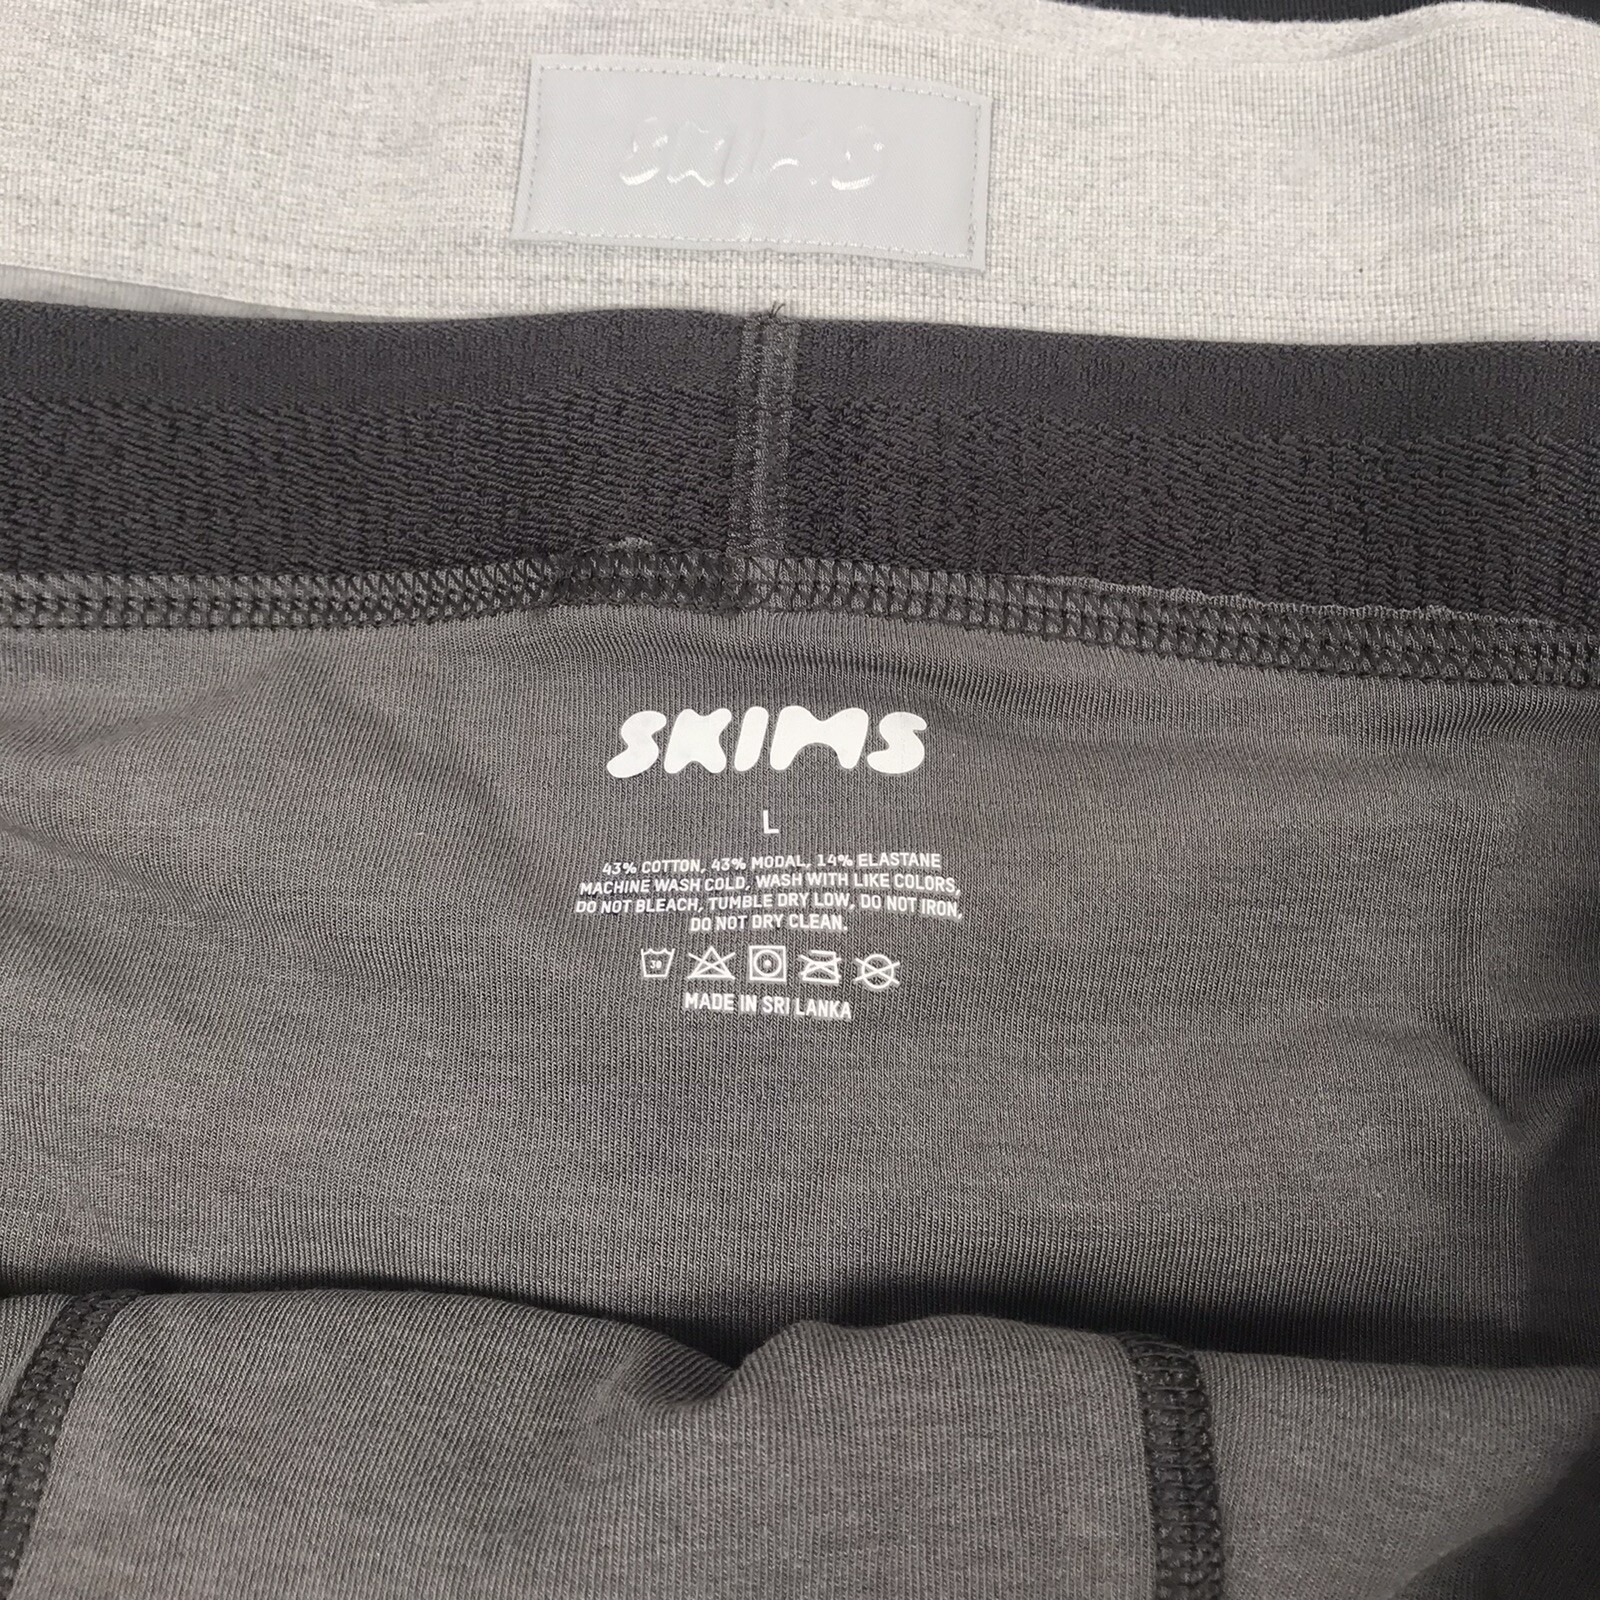 SKIMS
SKIMS
L
43% COTTON, 43% MODAL, 14% ELASTANE
MACHINE WASH COLD, WASH WITH LIKE COLORS,
DO NOT BLEACH, TUMBLE DRY LOW, DO NOT IRON,
DO NOT DRY CLEAN.
30
MADE IN SRI LANKA